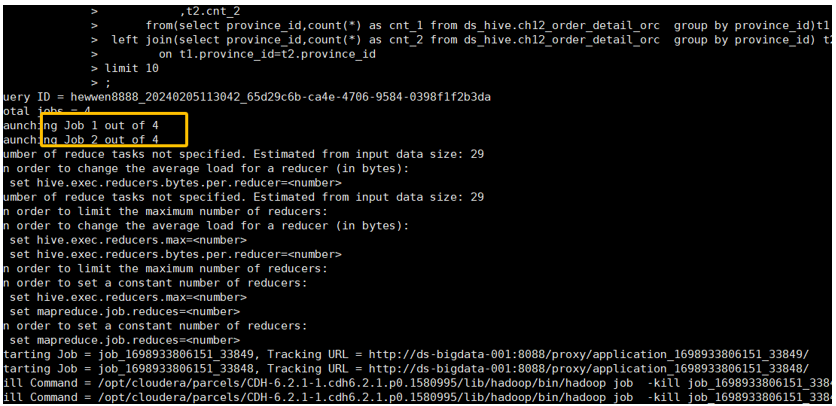 > ,t2.cnt_2
> from(select province_id,count(*) as cnt_1 from ds_hive.ch12_order_detail_orc group by province_id)t1
> left join(select province_id,count(*) as cnt_2 from ds_hive.ch12_order_detail_orc group by province_id) t2
> on t1.province_id=t2.province_id
> limit 10
> ;
uery ID = hewwen8888_20240205113042_65d29c6b-ca4e-4706-9584-0398f1f2b3da
otal jobs = 4
aunching Job 1 out of 4
aunching Job 2 out of 4
umber of reduce tasks not specified. Estimated from input data size: 29
n order to change the average load for a reducer (in bytes):
set hive.exec.reducers.bytes.per.reducer=<number>
umber of reduce tasks not specified. Estimated from input data size: 29
n order to limit the maximum number of reducers:
n order to change the average load for a reducer (in bytes):
set hive.exec.reducers.max=<number>
set hive.exec.reducers.bytes.per.reducer=<number>
n order to limit the maximum number of reducers:
n order to set a constant number of reducers:
set hive.exec.reducers.max=<number>
set mapreduce.job.reduces=<number>
n order to set a constant number of reducers:
set mapreduce.job.reduces=<number>
tarting Job = job_1698933806151_33849, Tracking URL = http://ds-bigdata-001:8088/proxy/application_1698933806151_33849/
tarting Job = job_1698933806151_33848, Tracking URL = http://ds-bigdata-001:8088/proxy/application_1698933806151_33848/
ill Command = /opt/cloudera/parcels/CDH-6.2.1-1.cdh6.2.1.p0.1580995/lib/hadoop/bin/hadoop job -kill job_1698933806151_338
ill Command = /opt/cloudera/parcels/CDH-6.2.1-1.cdh6.2.1.p0.1580995/lib/hadoop/bin/hadoop job -kill job_1698933806151_338